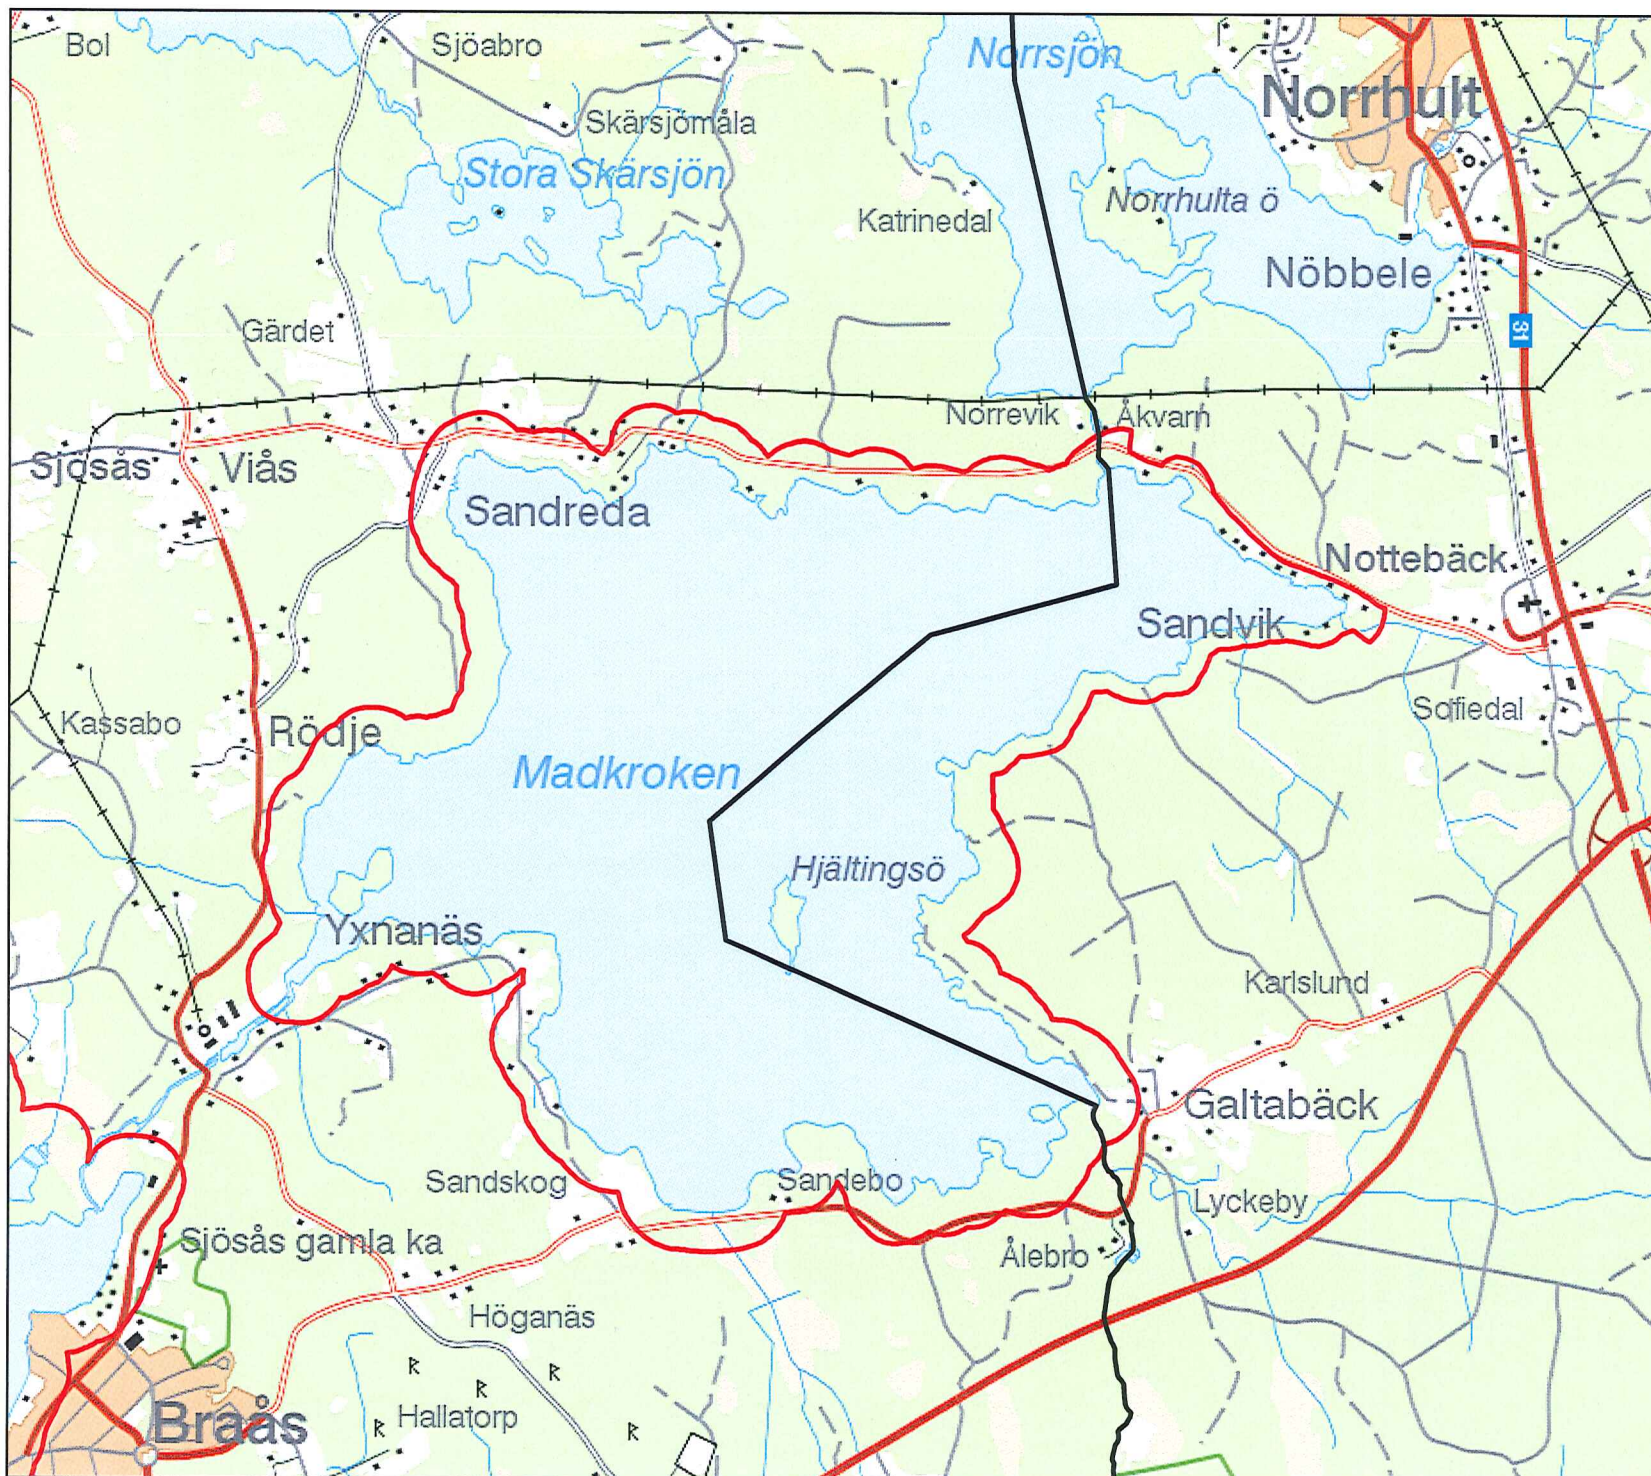 Bol
Sjöabro
Norrsjön
Norrhult
Skärsjömåla
Stora Skärsjön
Norrhulta ö
Katrinedal
Nöbbele
Gärdet
31
Norrevik
Åkvarn
Sjösås
Viås
Sandreda
Nottebäck
Sandvik
Kassabo
Rödje
Sofiedal
Madkroken
Hjältingsö
Yxnanäs
Karlslund
Galtabäck
Sandskog
Sandebo
Lyckeby
Sjösås gamla ka
Ålebro
Höganäs
R
R
R
Hallatorp
R
R
Braås